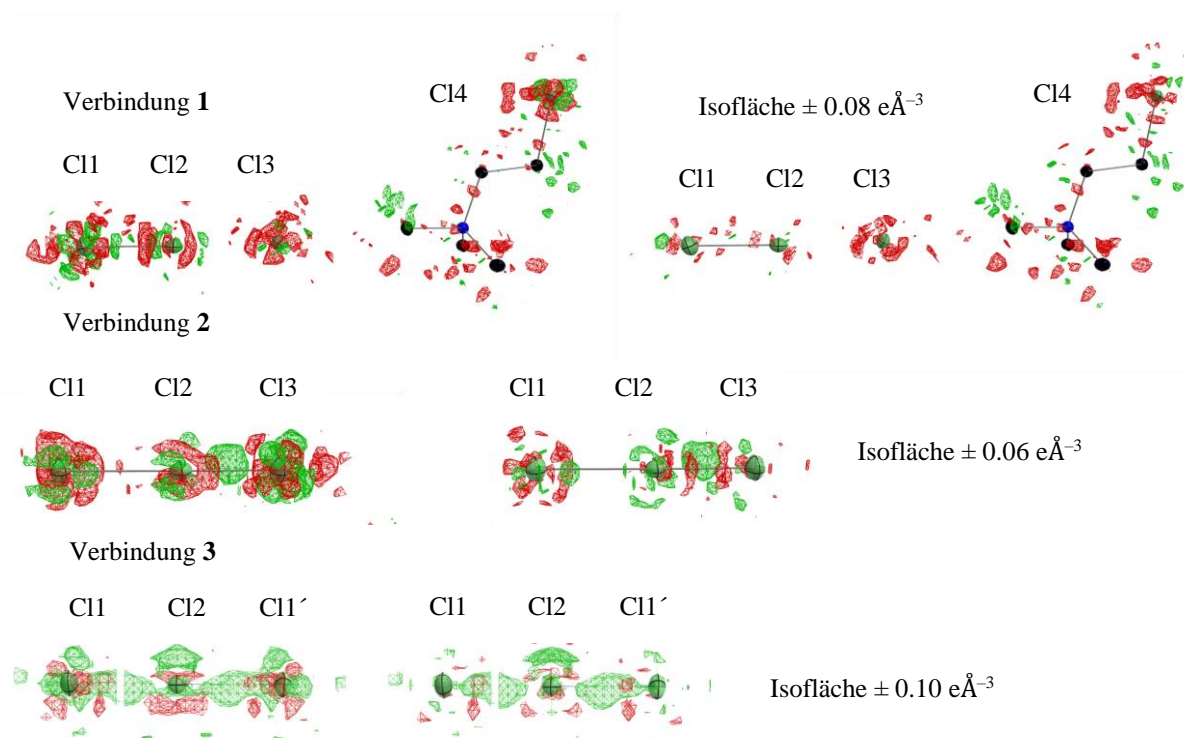 Verbindung 1
Cl4
Isofläche ± 0.08 eÅ⁻³
Cl4
Cl1 Cl2 Cl3
Cl1 Cl2 Cl3
Verbindung 2
Cl1 Cl2 Cl3
Cl1 Cl2 Cl3
Isofläche ± 0.06 eÅ⁻³
Verbindung 3
Cl1 Cl2 Cl1´
Cl1 Cl2 Cl1´
Isofläche ± 0.10 eÅ⁻³